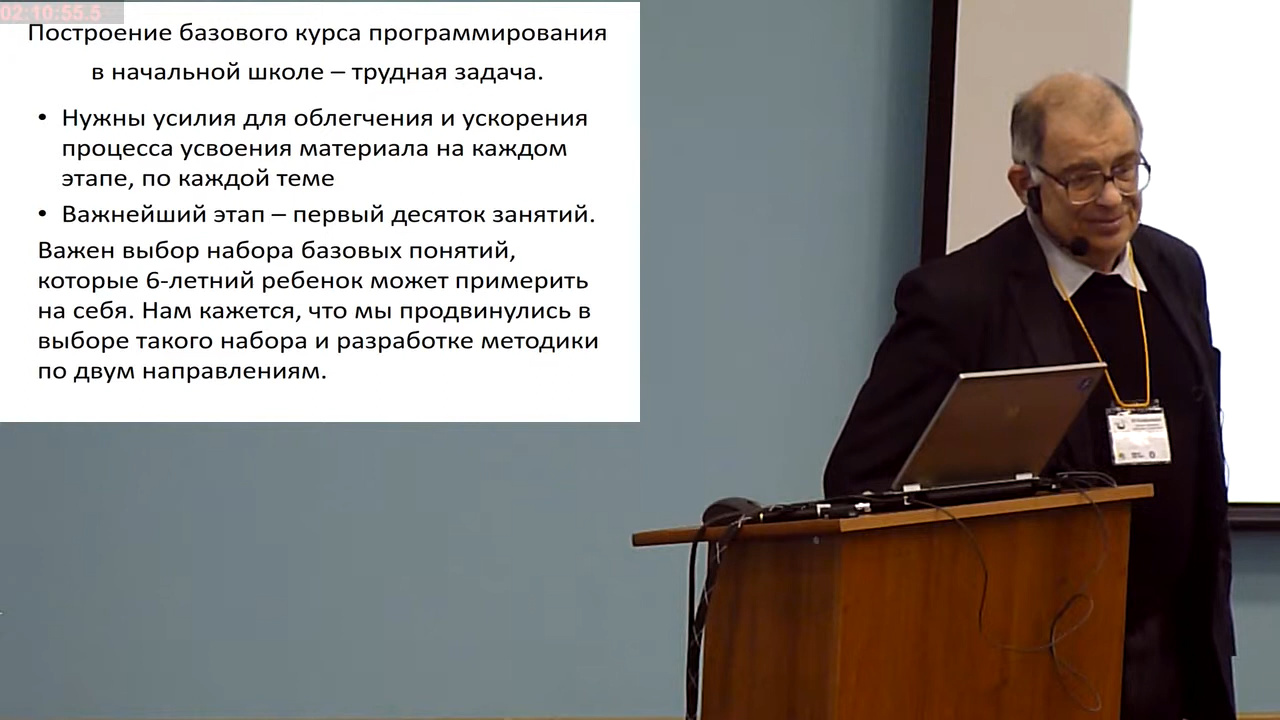 02:10:55.5
Построение базового курса программирования
в начальной школе – трудная задача.
• Нужны усилия для облегчения и ускорения
процесса усвоения материала на каждом
этапе, по каждой теме
• Важнейший этап – первый десяток занятий.
Важен выбор набора базовых понятий,
которые 6-летний ребенок может примерить
на себя. Нам кажется, что мы продвинулись в
выборе такого набора и разработке методики
по двум направлениям.